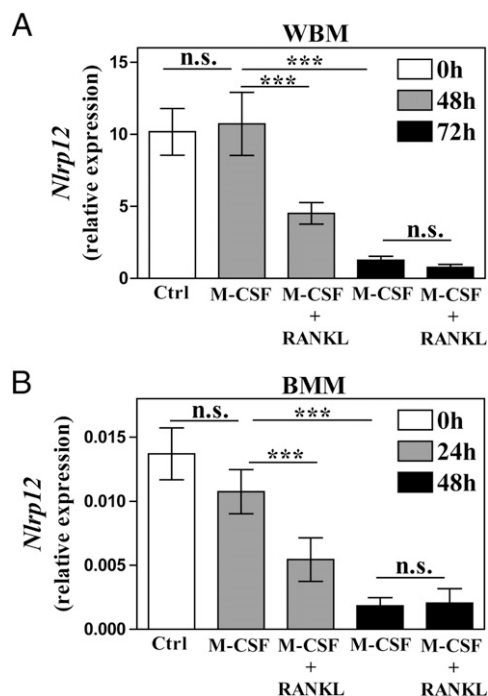 A
WBM
Nlrp12
(relative expression)
15
10
5
0
n.s.
***
***
n.s.
0h
48h
72h
Ctrl
M-CSF
M-CSF
+
RANKL
M-CSF
M-CSF
+
RANKL
B
BMM
Nlrp12
(relative expression)
0.015
0.010
0.005
0.000
n.s.
***
***
n.s.
0h
24h
48h
Ctrl
M-CSF
M-CSF
+
RANKL
M-CSF
M-CSF
+
RANKL